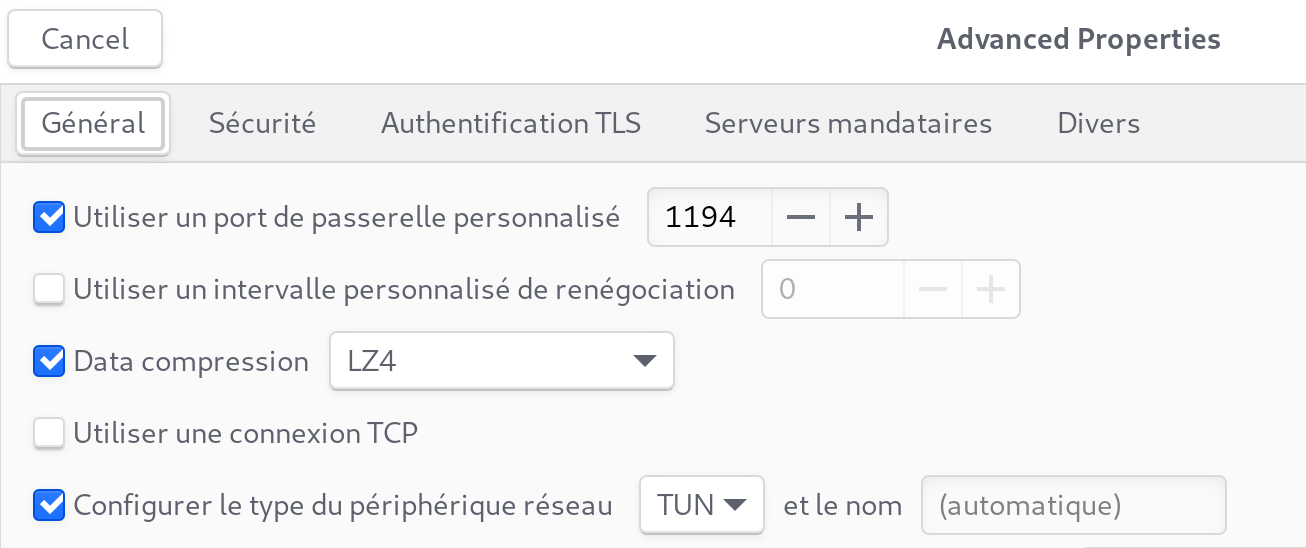 Cancel Advanced Properties
Général Sécurité Authentification TLS Serveurs mandataires Divers
Utiliser un port de passerelle personnalisé 1194
Utiliser un intervalle personnalisé de renégociation 0
Data compression LZ4
Utiliser une connexion TCP
Configurer le type du périphérique réseau TUN et le nom (automatique)